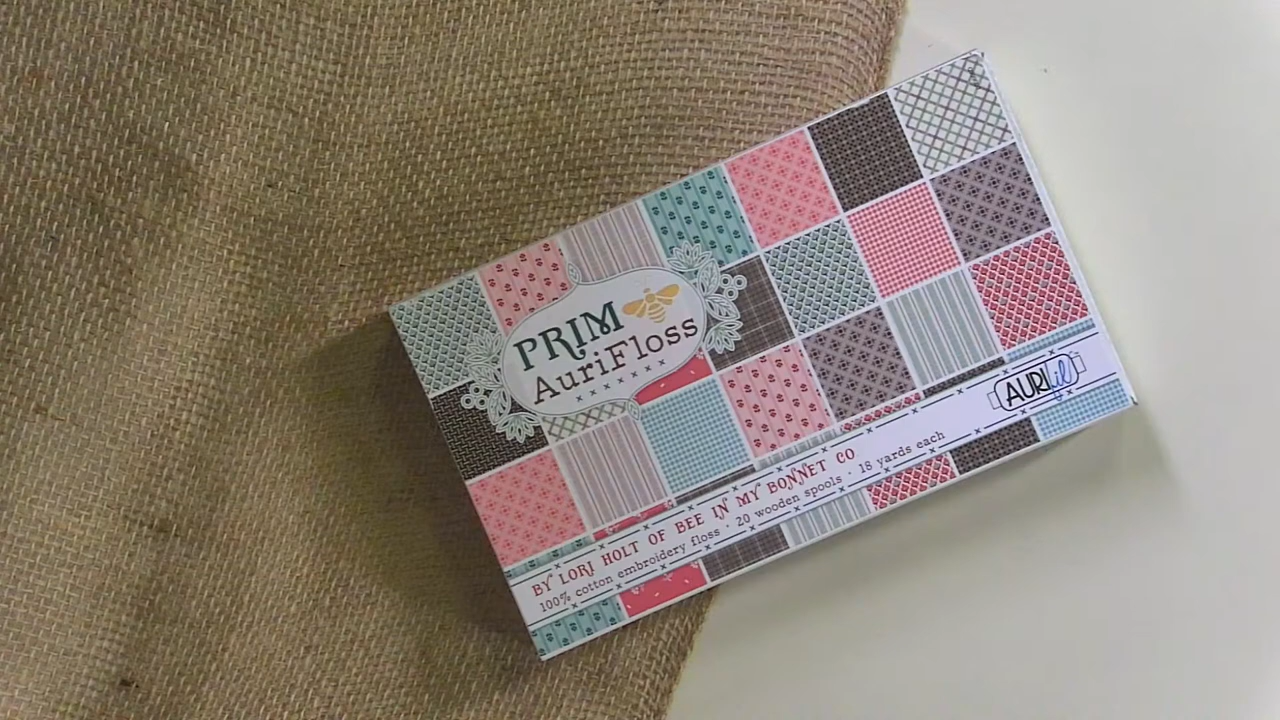 PRIM
AuriFloss
AURIfil
BY LORI HOLT OF BEE IN MY BONNET CO
100% cotton embroidery floss · 20 wooden spools · 18 yards each